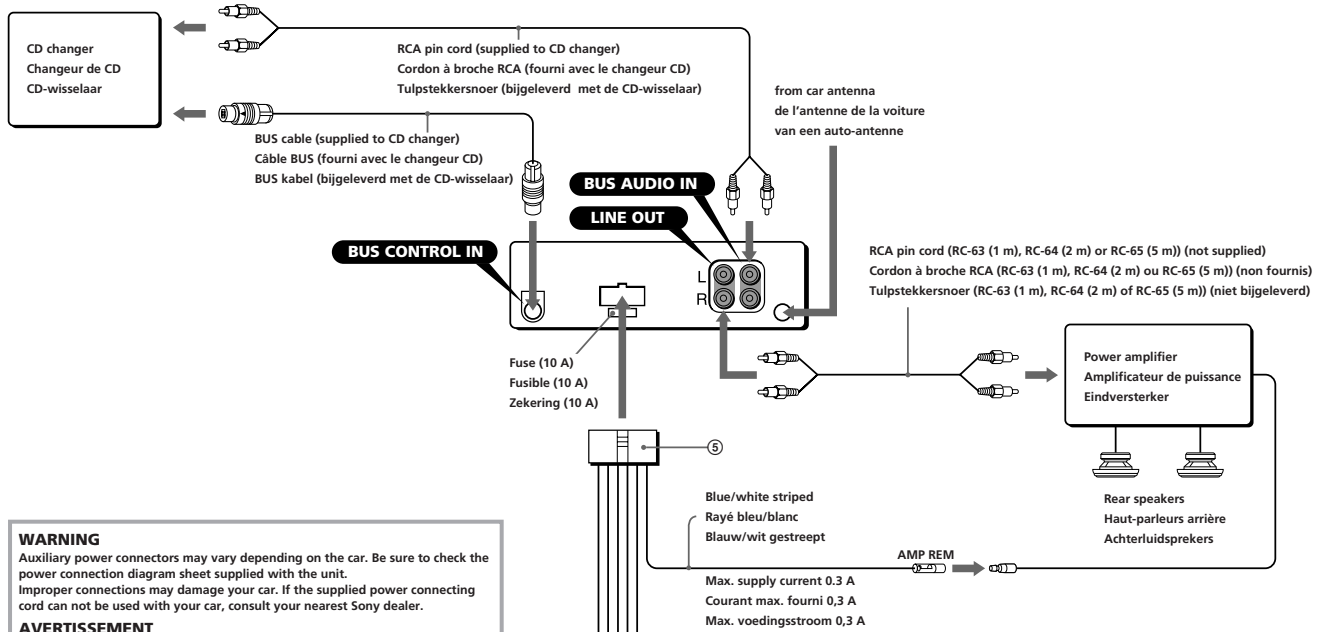 CD changer
Changeur de CD
CD-wisselaar
RCA pin cord (supplied to CD changer)
Cordon à broche RCA (fourni avec le changeur CD)
Tulpstekkersnoer (bijgeleverd met de CD-wisselaar)
from car antenna
de l'antenne de la voiture
van een auto-antenne
BUS cable (supplied to CD changer)
Câble BUS (fourni avec le changeur CD)
BUS kabel (bijgeleverd met de CD-wisselaar)
BUS AUDIO IN
LINE OUT
BUS CONTROL IN
L
R
RCA pin cord (RC-63 (1 m), RC-64 (2 m) or RC-65 (5 m)) (not supplied)
Cordon à broche RCA (RC-63 (1 m), RC-64 (2 m) ou RC-65 (5 m)) (non fournis)
Tulpstekkersnoer (RC-63 (1 m), RC-64 (2 m) of RC-65 (5 m)) (niet bijgeleverd)
Fuse (10 A)
Fusible (10 A)
Zekering (10 A)
Power amplifier
Amplificateur de puissance
Eindversterker
⑤
Rear speakers
Haut-parleurs arrière
Achterluidsprekers
Blue/white striped
Rayé bleu/blanc
Blauw/wit gestreept
AMP REM
Max. supply current 0.3 A
Courant max. fourni 0,3 A
Max. voedingsstroom 0,3 A
WARNING
Auxiliary power connectors may vary depending on the car. Be sure to check the
power connection diagram sheet supplied with the unit.
Improper connections may damage your car. If the supplied power connecting
cord can not be used with your car, consult your nearest Sony dealer.
AVERTISSEMENT